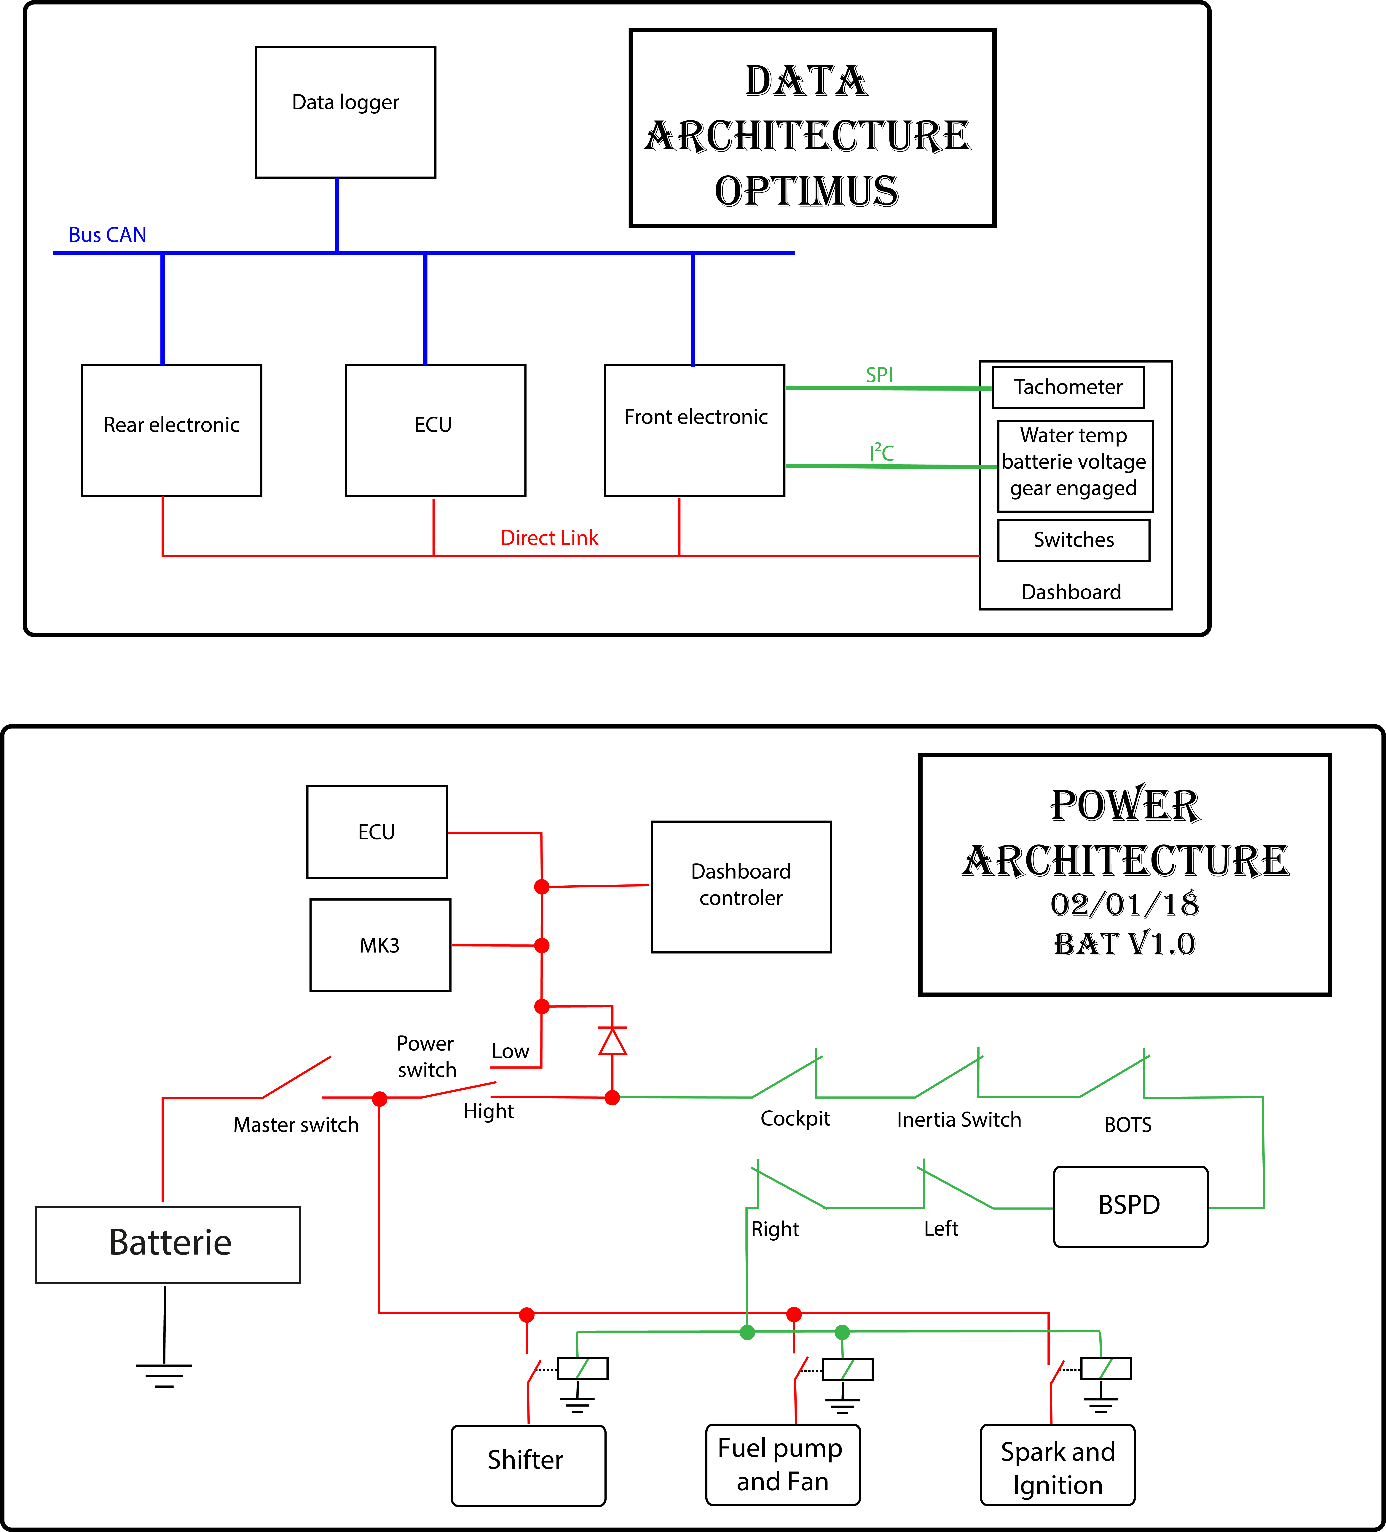 Data logger
DATA
ARCHITECTURE
OPTIMUS
Bus CAN
Rear electronic
ECU
Front electronic
SPI
I²C
Tachometer
Water temp
batterie voltage
gear engaged
Switches
Dashboard
Direct Link
POWER
ARCHITECTURE
02/01/18
BAT V1.0
ECU
Dashboard
controler
MK3
Power
switch
Low
Hight
Master switch
Cockpit
Inertia Switch
BOTS
Right
Left
BSPD
Batterie
Shifter
Fuel pump
and Fan
Spark and
Ignition